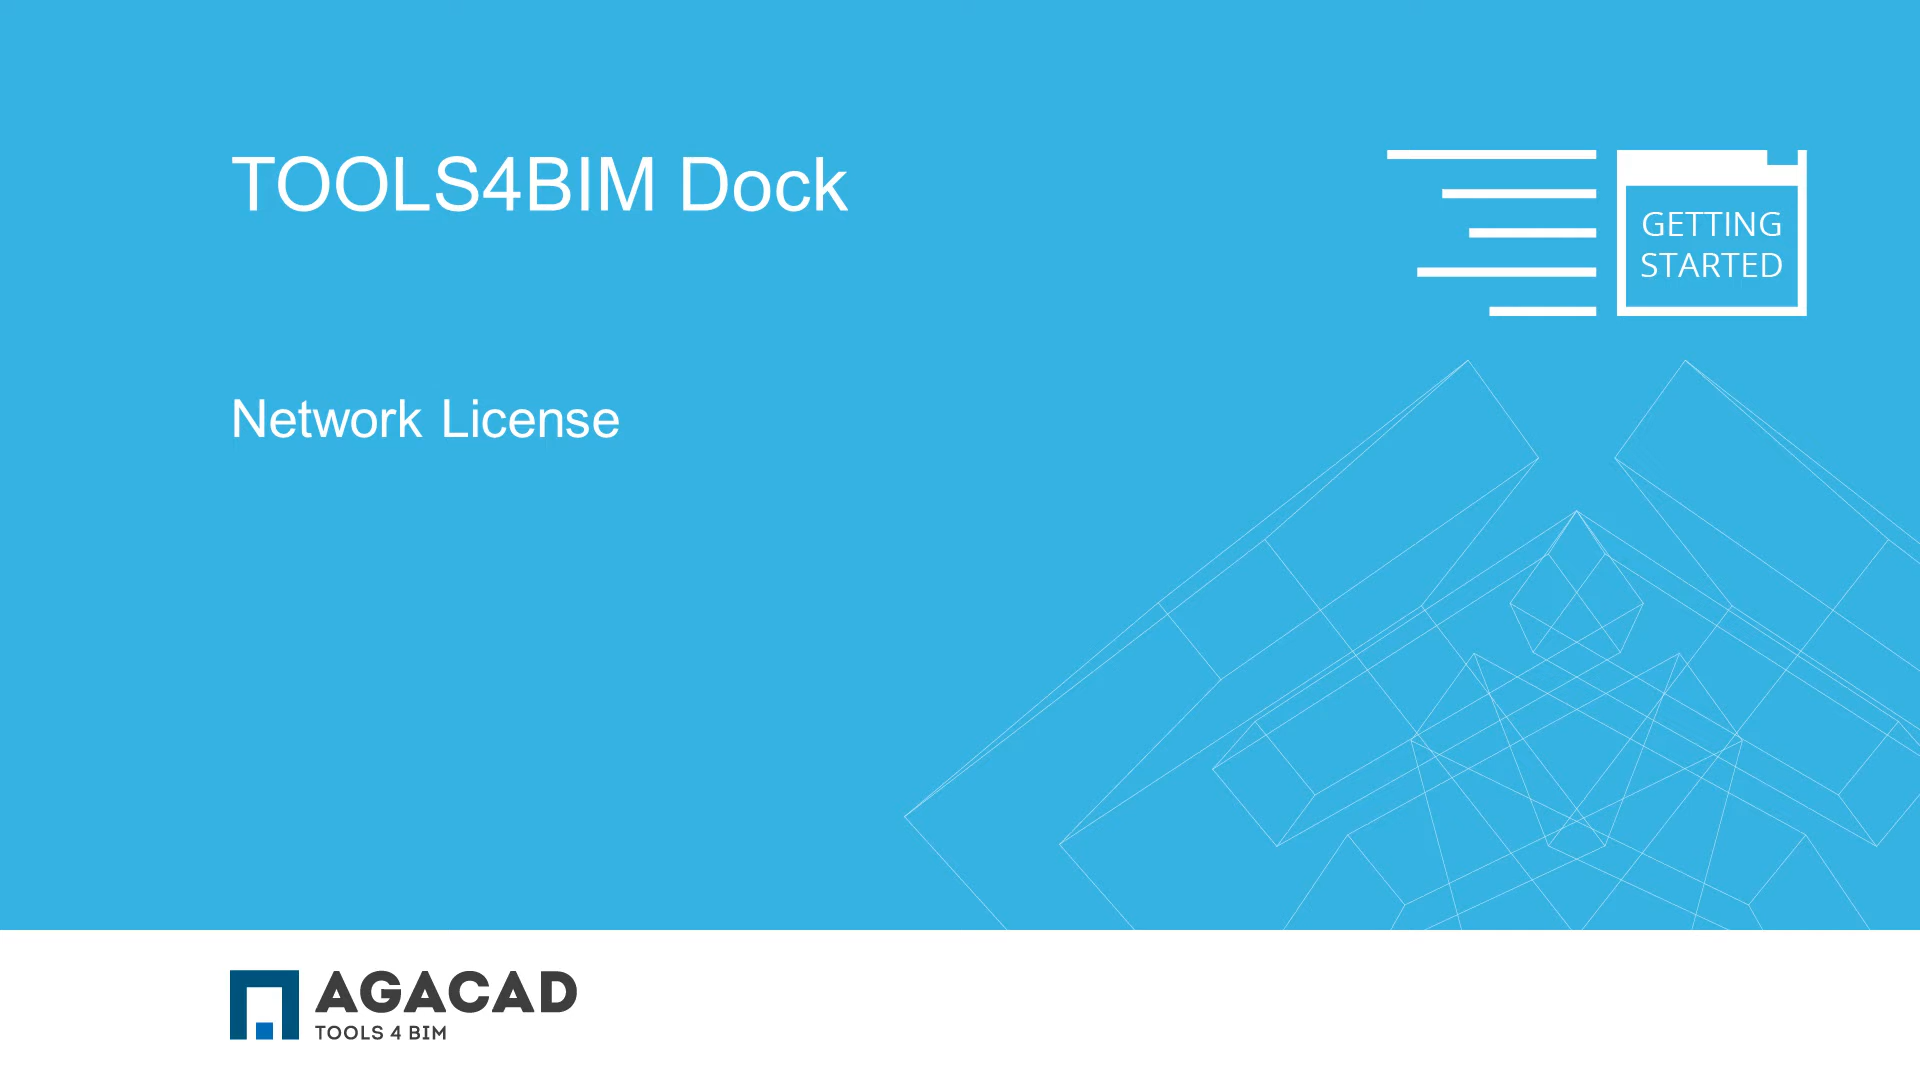 TOOLS4BIM Dock
GETTING
STARTED
Network License
AGACAD
TOOLS 4 BIM